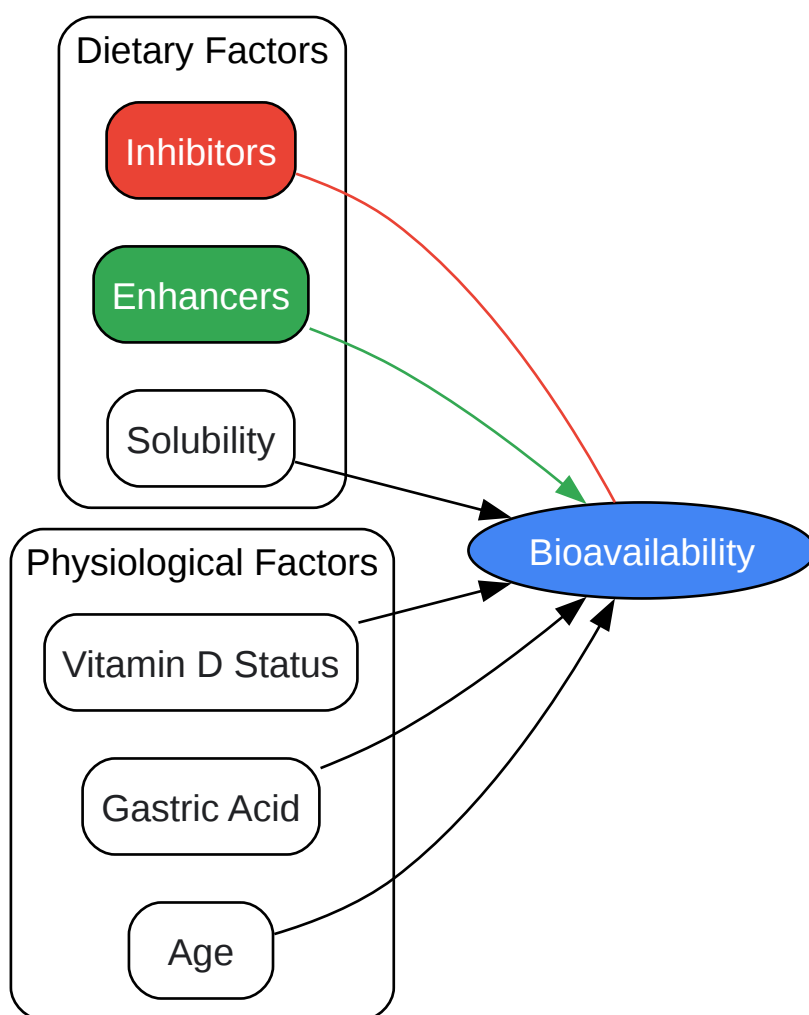 Dietary Factors
Inhibitors
Enhancers
Solubility
Bioavailability
Physiological Factors
Vitamin D Status
Gastric Acid
Age